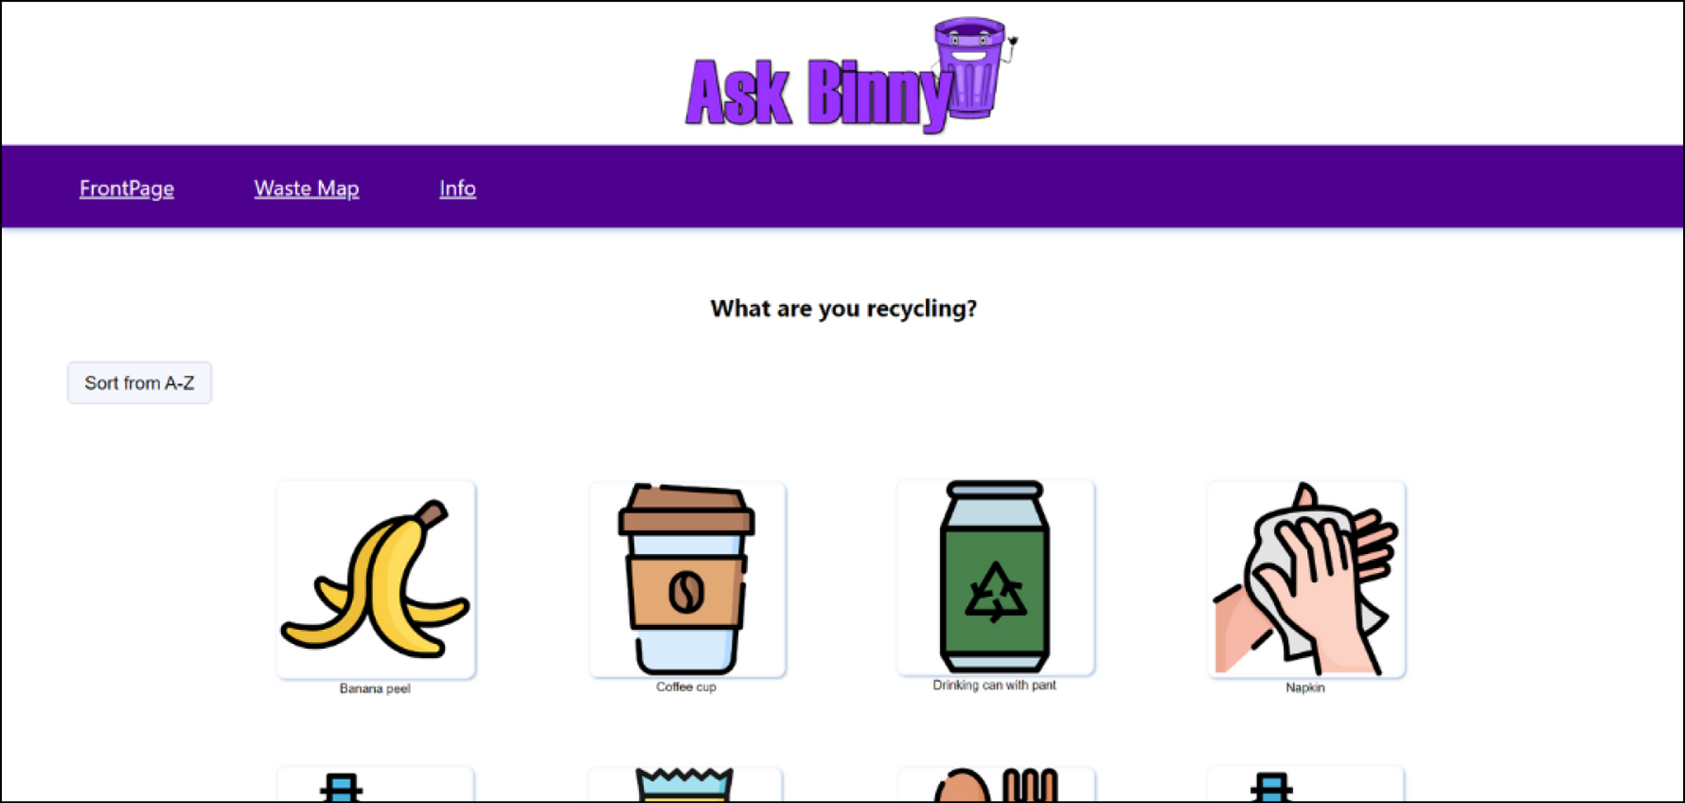 Ask Binny
FrontPage Waste Map Info
What are you recycling?
Sort from A-Z
Banana peel
Coffee cup
Drinking can with pant
Napkin